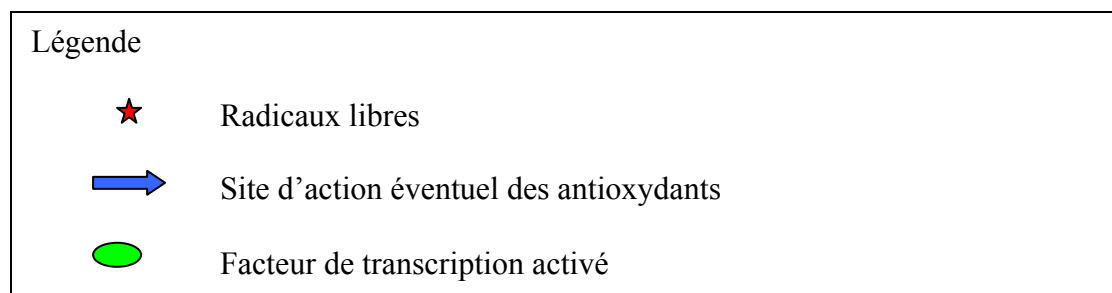 Légende
Radicaux libres
Site d’action éventuel des antioxydants
Facteur de transcription activé